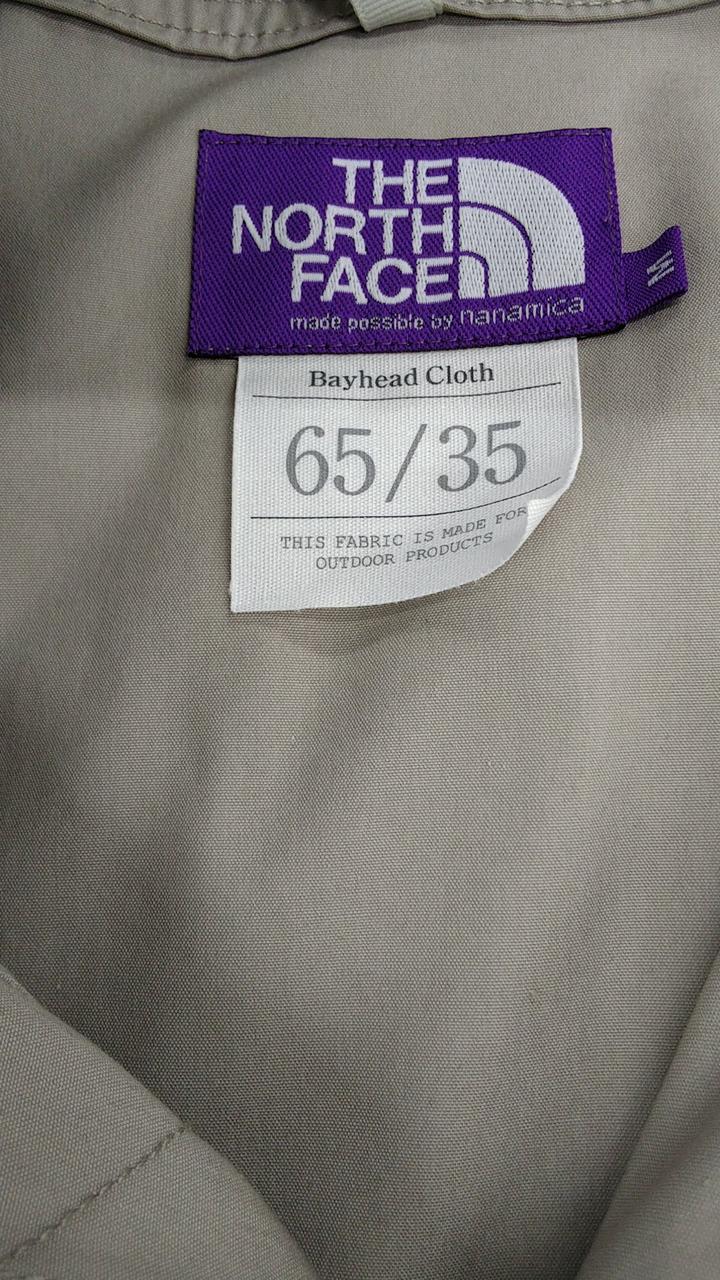 THE
NORTH
FACE
made possible by nanamica
M
Bayhead Cloth
65/35
THIS FABRIC IS MADE FOR
OUTDOOR PRODUCTS